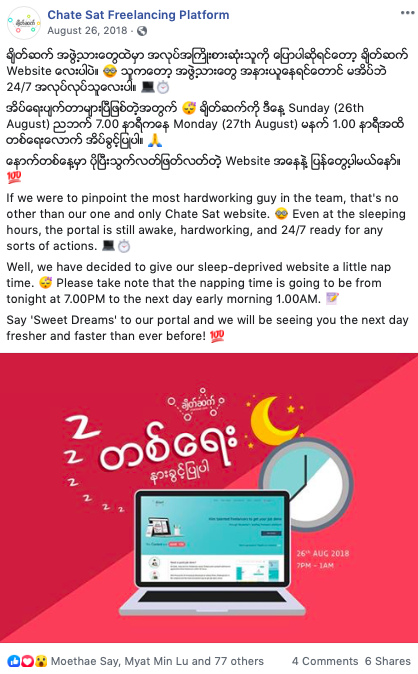 Chate Sat Freelancing Platform
August 26, 2018
ချိတ်ဆက် အဖွဲ့သားတွေထဲမှာ အလုပ်အကြိုးစားဆုံးသူကို ပြောပါဆိုရင်တော့ ချိတ်ဆက်
Website လေးပါပဲ။ 🤓 သူကတော့ အဖွဲ့သားတွေ အနားယူနေရင်တောင် မအိပ်ဘဲ
24/7 အလုပ်လုပ်သူလေးပါ။ 💻⏱️
အိပ်ရေးပျက်တာများပြီဖြစ်တဲ့အတွက် 😴 ချိတ်ဆက်ကို ဒီနေ့ Sunday (26th
August) ညဘက် 7.00 နာရီကနေ Monday (27th August) မနက် 1.00 နာရီအထိ
တစ်ရေးလောက် အိပ်ခွင့်ပြုပါ။ 🙏
နောက်တစ်နေ့မှာ ပိုပြီးသွက်လတ်ဖြတ်လတ်တဲ့ Website အနေနဲ့ ပြန်တွေ့ပါမယ်နော်။
💯
If we were to pinpoint the most hardworking guy in the team, that's no
other than our one and only Chate Sat website. 🤓 Even at the sleeping
hours, the portal is still awake, hardworking, and 24/7 ready for any
sorts of actions. 💻⏱️
Well, we have decided to give our sleep-deprived website a little nap
time. 😴 Please take note that the napping time is going to be from
tonight at 7.00PM to the next day early morning 1.00AM. 📝
Say 'Sweet Dreams' to our portal and we will be seeing you the next day
fresher and faster than ever before! 💯
ချိတ်ဆက်
z z z z z
တစ်ရေး
နားခွင့်ပြုပါ
26TH AUG 2018
7PM - 1AM
Moethae Say, Myat Min Lu and 77 others
4 Comments 6 Shares